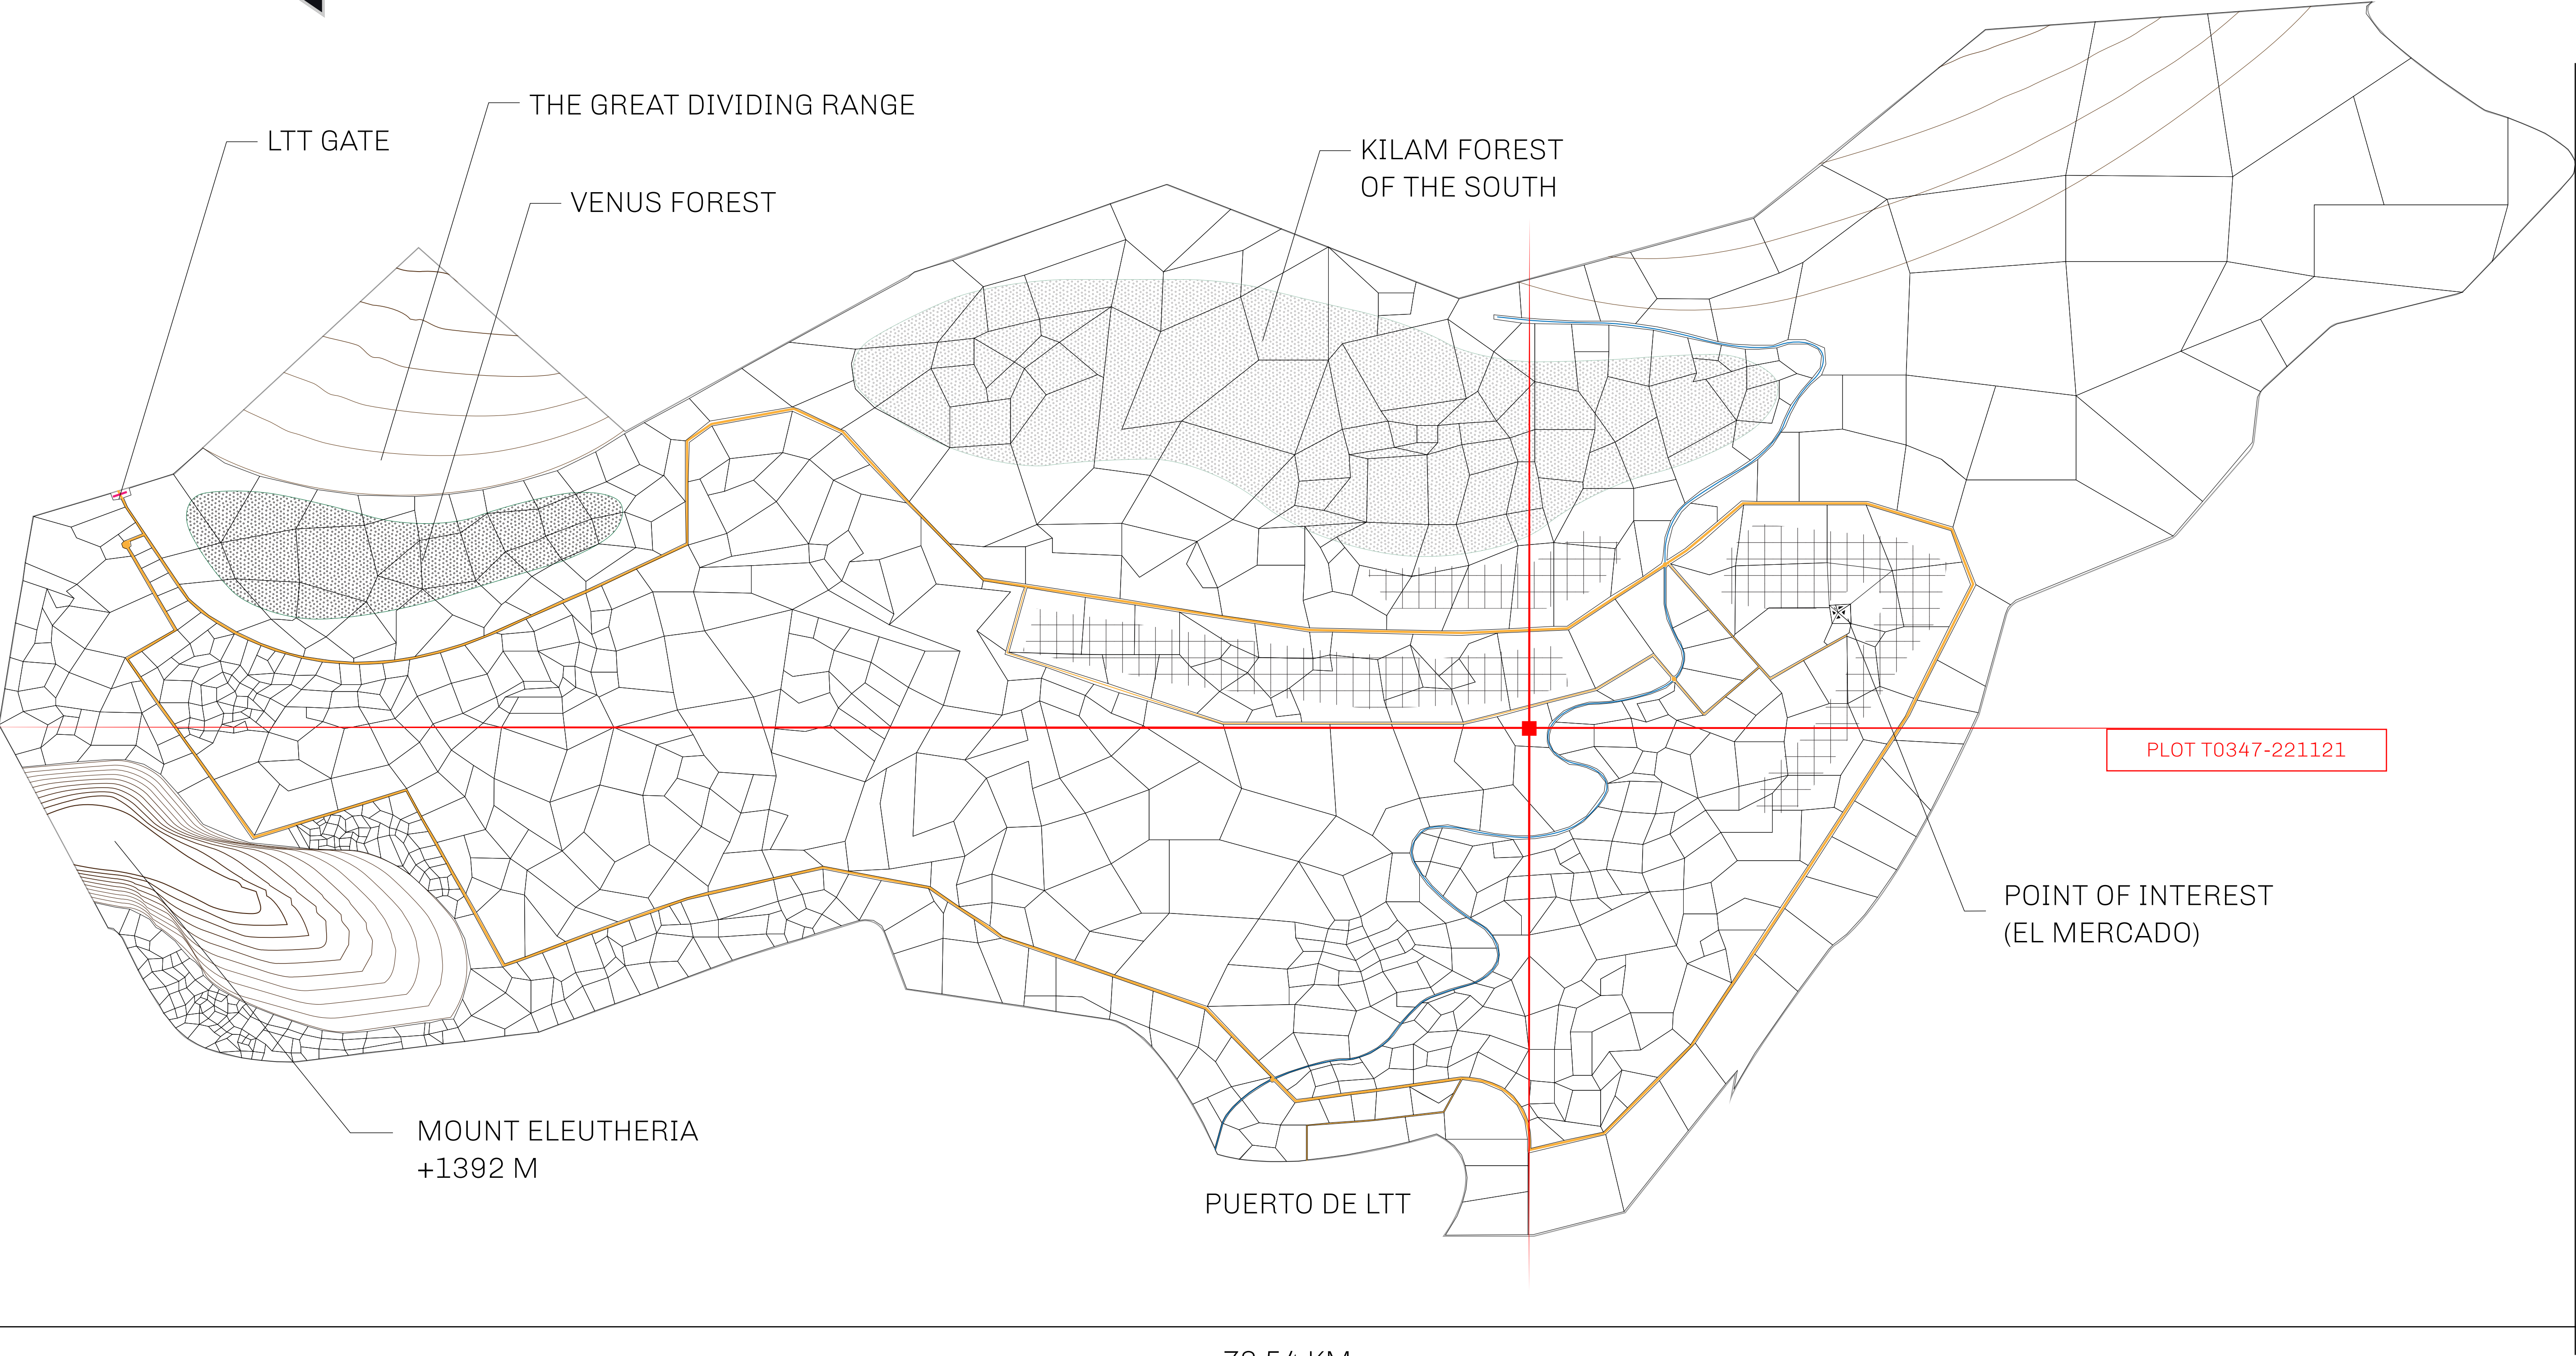 THE GREAT DIVIDING RANGE
LTT GATE
VENUS FOREST
KILAM FOREST
OF THE SOUTH
PLOT T0347-221121
POINT OF INTEREST
(EL MERCADO)
MOUNT ELEUTHERIA
+1392 M
PUERTO DE LTT